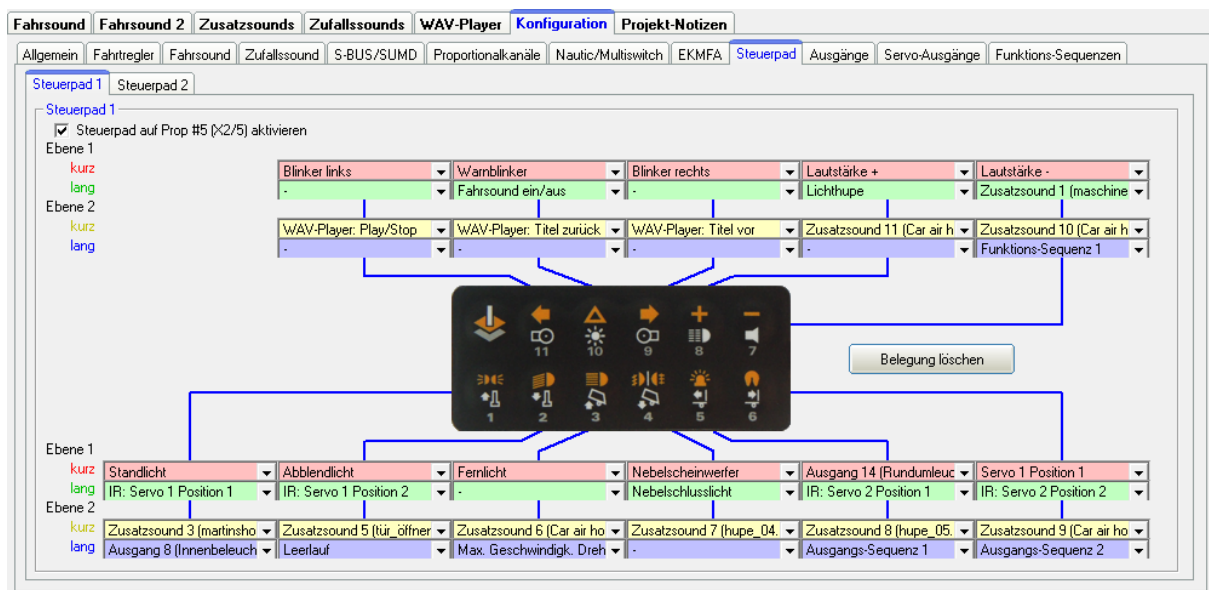 Fahrsound Fahrsound 2 Zusatzsounds Zufallssounds WAV-Player Konfiguration Projekt-Notizen
Allgemein Fahrtregler Fahrsound Zufallssound S-BUS/SUMD Proportionalkanäle Nautic/Multiswitch EKMFA Steuerpad Ausgänge Servo-Ausgänge Funktions-Sequenzen
Steuerpad 1 Steuerpad 2
Steuerpad 1
Steuerpad auf Prop #5 (X2/5) aktivieren
Ebene 1
kurz Blinker links Warnblinker Blinker rechts Lautstärke + Lautstärke -
lang - Fahrsound ein/aus - Lichthupe Zusatzsound 1 (maschine
Ebene 2
kurz WAV-Player: Play/Stop WAV-Player: Titel zurück WAV-Player: Titel vor Zusatzsound 11 (Car air h Zusatzsound 10 (Car air h
lang - - - - Funktions-Sequenz 1
11 10 9 8 7
Belegung löschen
1 2 3 4 5 6
Ebene 1
kurz Standlicht Abblendlicht Fernlicht Nebelscheinwerfer Ausgang 14 (Rundumleuc Servo 1 Position 1
lang IR: Servo 1 Position 1 IR: Servo 1 Position 2 - Nebelschlusslicht IR: Servo 2 Position 1 IR: Servo 2 Position 2
Ebene 2
kurz Zusatzsound 3 (martinsho Zusatzsound 5 (tür_öffner Zusatzsound 6 (Car air ho Zusatzsound 7 (hupe_04. Zusatzsound 8 (hupe_05. Zusatzsound 9 (Car air ho
lang Ausgang 8 (Innenbeleuch Leerlauf Max. Geschwindigk. Dreh - Ausgangs-Sequenz 1 Ausgangs-Sequenz 2